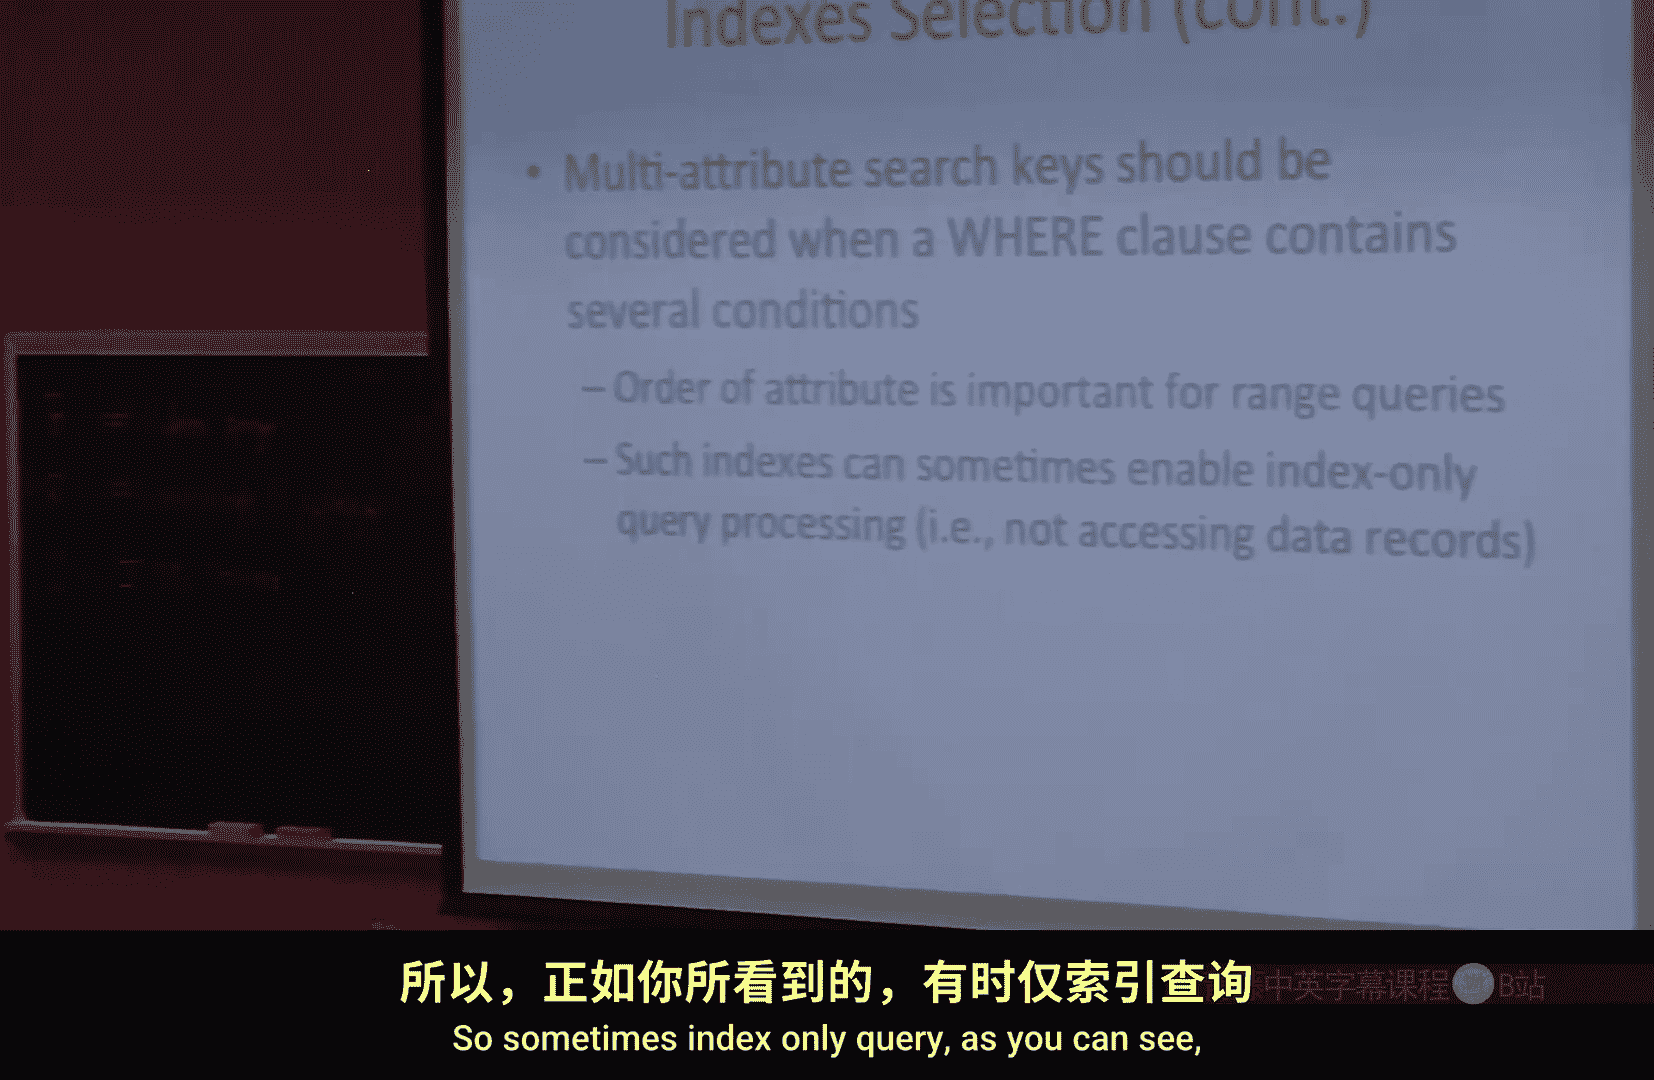 Indexes Selection (cont.)
• Multi-attribute search keys should be
considered when a WHERE clause contains
several conditions
– Order of attribute is important for range queries
– Such indexes can sometimes enable index-only
query processing (i.e., not accessing data records)
所以，正如你所看到的，有时仅索引查询
中英字幕课程 B站
So sometimes index only query, as you can see,